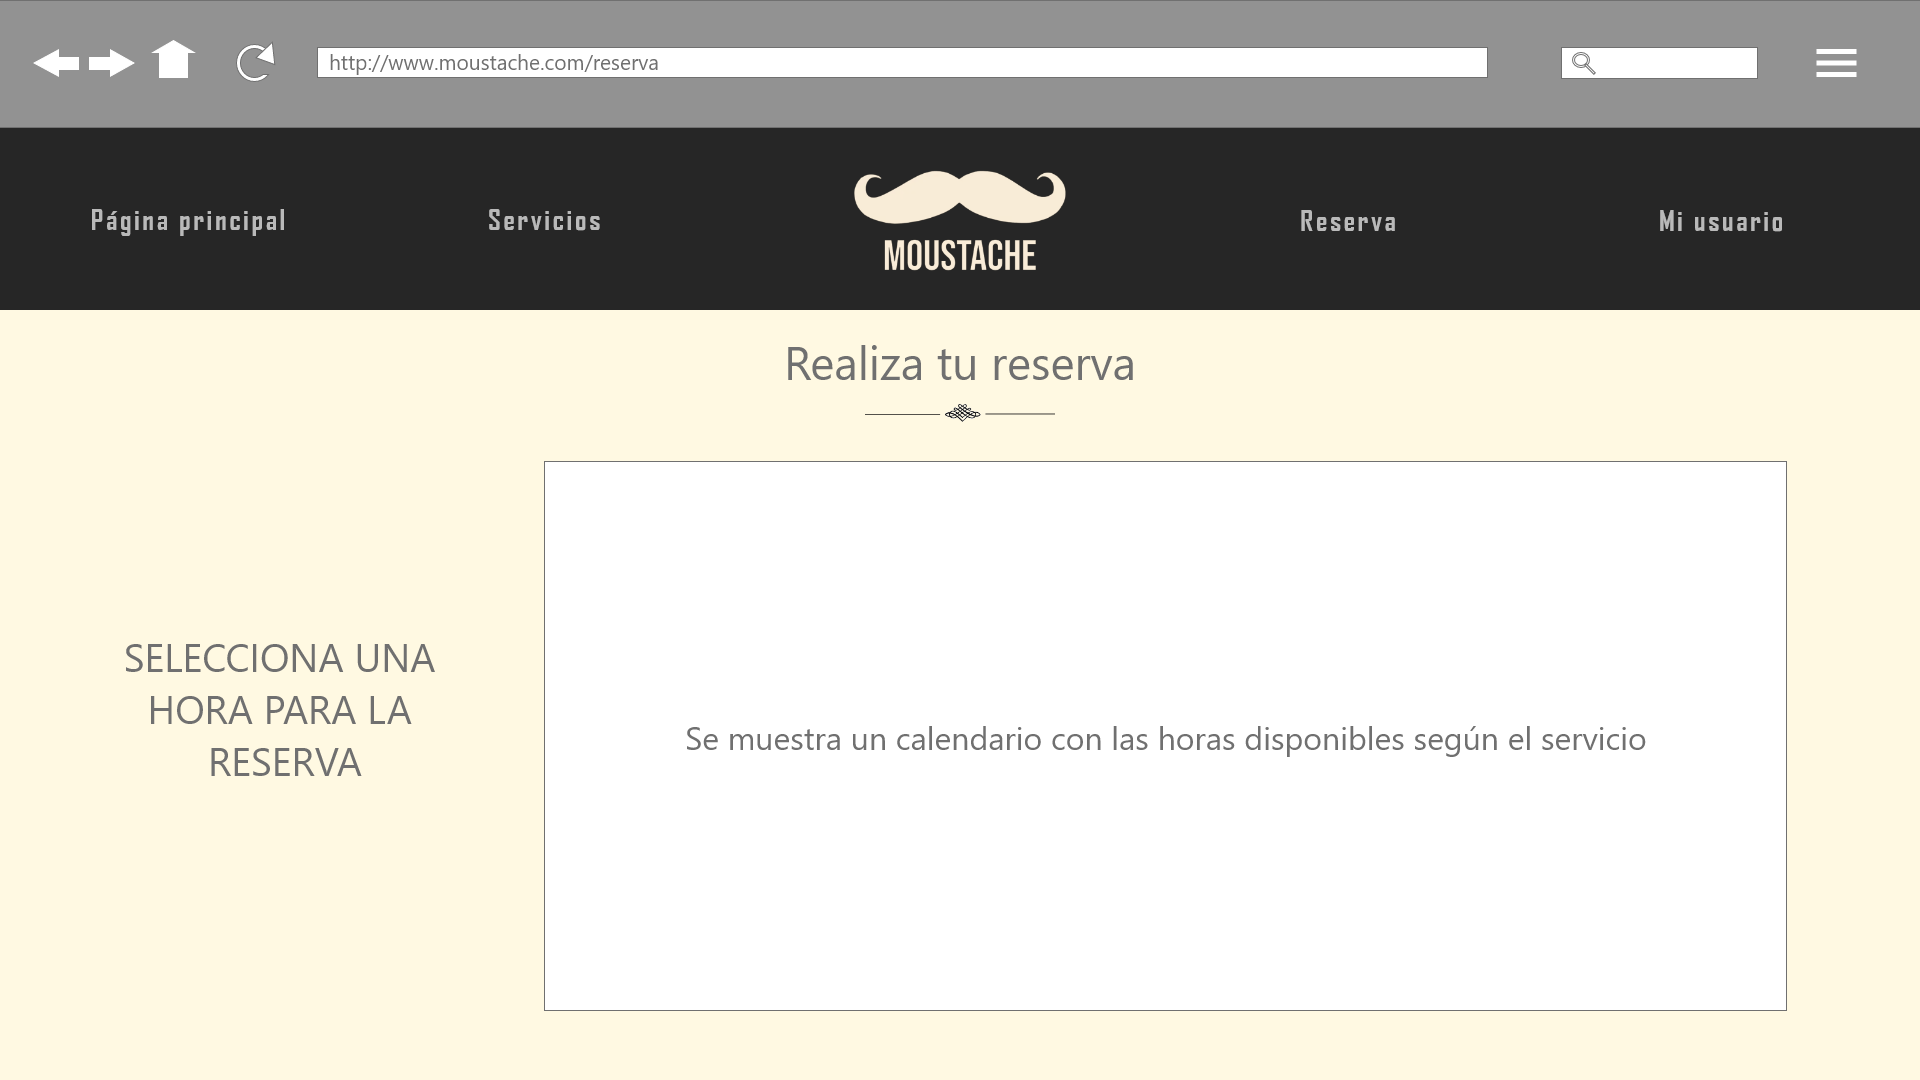 http://www.moustache.com/reserva
Página principal
Servicios
MOUSTACHE
Reserva
Mi usuario
Realiza tu reserva
SELECCIONA UNA
HORA PARA LA
RESERVA
Se muestra un calendario con las horas disponibles según el servicio